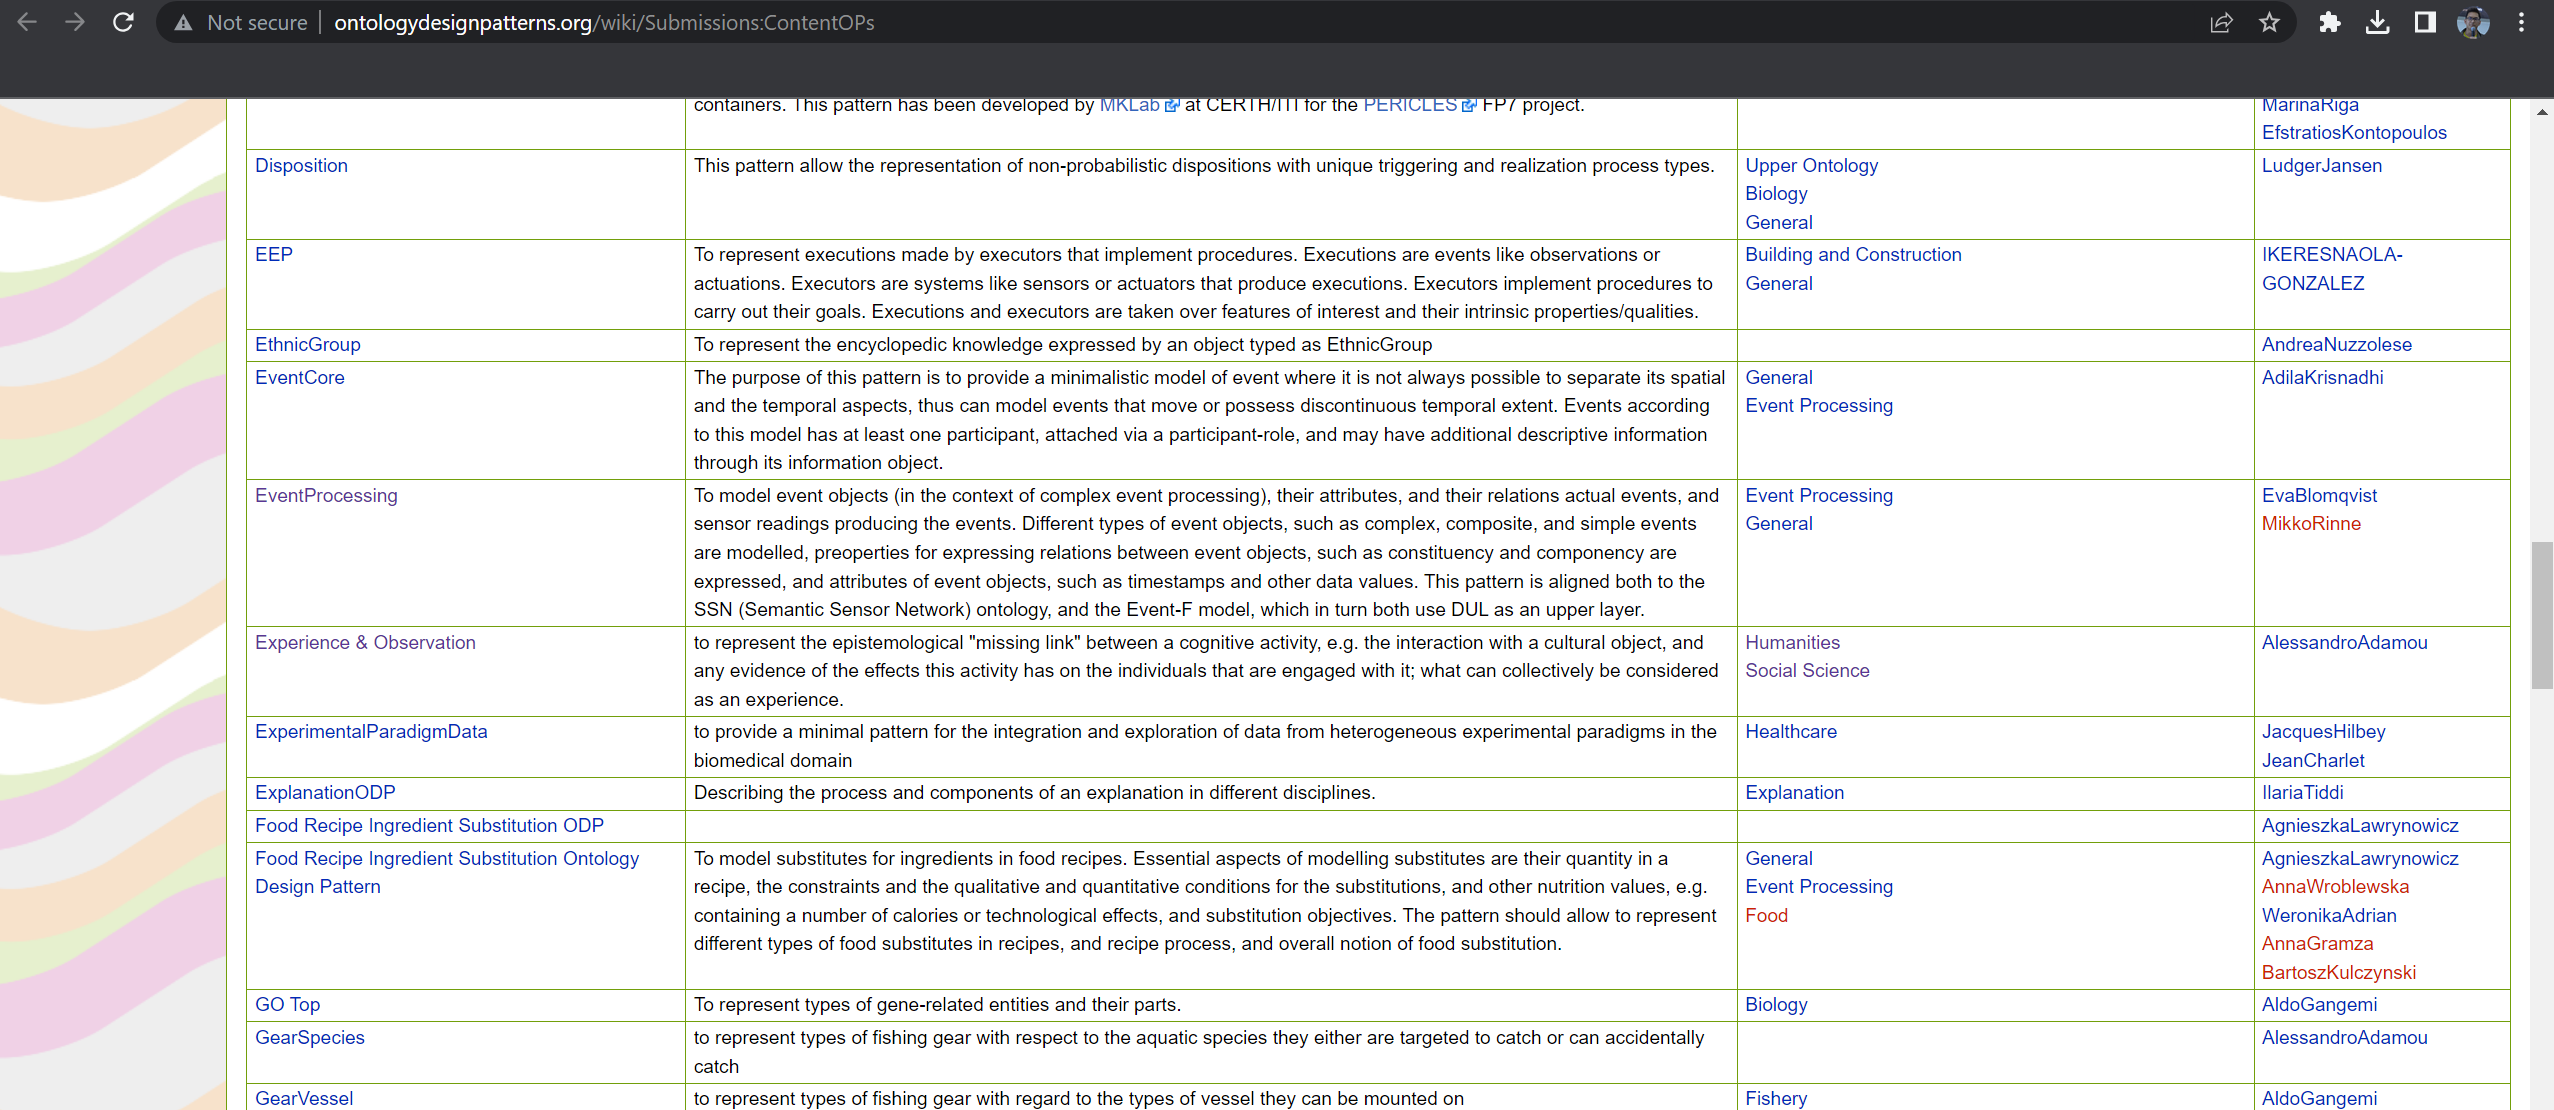 Not secure | ontologydesignpatterns.org/wiki/Submissions:ContentOPs
containers. This pattern has been developed by MKLab at CERTH/ITI for the PERICLES FP7 project.
MarinaRiga
EfstratiosKontopoulos
Disposition
This pattern allow the representation of non-probabilistic dispositions with unique triggering and realization process types.
Upper Ontology
Biology
General
LudgerJansen
EEP
To represent executions made by executors that implement procedures. Executions are events like observations or
actuations. Executors are systems like sensors or actuators that produce executions. Executors implement procedures to
carry out their goals. Executions and executors are taken over features of interest and their intrinsic properties/qualities.
Building and Construction
General
IKERESNAOLA-
GONZALEZ
EthnicGroup
To represent the encyclopedic knowledge expressed by an object typed as EthnicGroup
AndreaNuzzolese
EventCore
The purpose of this pattern is to provide a minimalistic model of event where it is not always possible to separate its spatial
and the temporal aspects, thus can model events that move or possess discontinuous temporal extent. Events according
to this model has at least one participant, attached via a participant-role, and may have additional descriptive information
through its information object.
General
Event Processing
AdilaKrisnadhi
EventProcessing
To model event objects (in the context of complex event processing), their attributes, and their relations actual events, and
sensor readings producing the events. Different types of event objects, such as complex, composite, and simple events
are modelled, preoperties for expressing relations between event objects, such as constituency and componency are
expressed, and attributes of event objects, such as timestamps and other data values. This pattern is aligned both to the
SSN (Semantic Sensor Network) ontology, and the Event-F model, which in turn both use DUL as an upper layer.
Event Processing
General
EvaBlomqvist
MikkoRinne
Experience & Observation
to represent the epistemological "missing link" between a cognitive activity, e.g. the interaction with a cultural object, and
any evidence of the effects this activity has on the individuals that are engaged with it; what can collectively be considered
as an experience.
Humanities
Social Science
AlessandroAdamou
ExperimentalParadigmData
to provide a minimal pattern for the integration and exploration of data from heterogeneous experimental paradigms in the
biomedical domain
Healthcare
JacquesHilbey
JeanCharlet
ExplanationODP
Describing the process and components of an explanation in different disciplines.
Explanation
IlariaTiddi
Food Recipe Ingredient Substitution ODP
AgnieszkaLawrynowicz
Food Recipe Ingredient Substitution Ontology
Design Pattern
To model substitutes for ingredients in food recipes. Essential aspects of modelling substitutes are their quantity in a
recipe, the constraints and the qualitative and quantitative conditions for the substitutions, and other nutrition values, e.g.
containing a number of calories or technological effects, and substitution objectives. The pattern should allow to represent
different types of food substitutes in recipes, and recipe process, and overall notion of food substitution.
General
Event Processing
Food
AgnieszkaLawrynowicz
AnnaWroblewska
WeronikaAdrian
AnnaGramza
BartoszKulczynski
GO Top
To represent types of gene-related entities and their parts.
Biology
AldoGangemi
GearSpecies
to represent types of fishing gear with respect to the aquatic species they either are targeted to catch or can accidentally
catch
AlessandroAdamou
GearVessel
to represent types of fishing gear with regard to the types of vessel they can be mounted on
Fishery
AldoGangemi